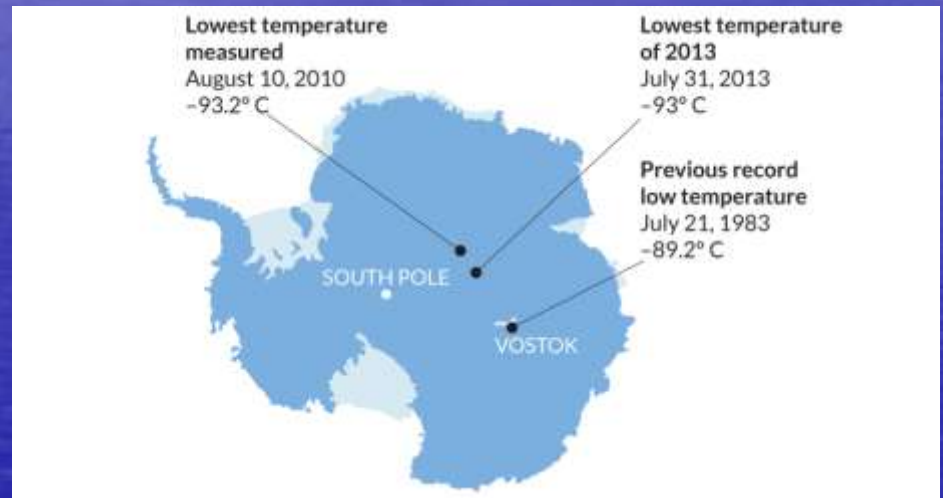 Lowest temperature
measured
August 10, 2010
–93.2° C
Lowest temperature
of 2013
July 31, 2013
–93° C
Previous record
low temperature
July 21, 1983
–89.2° C
SOUTH POLE
VOSTOK